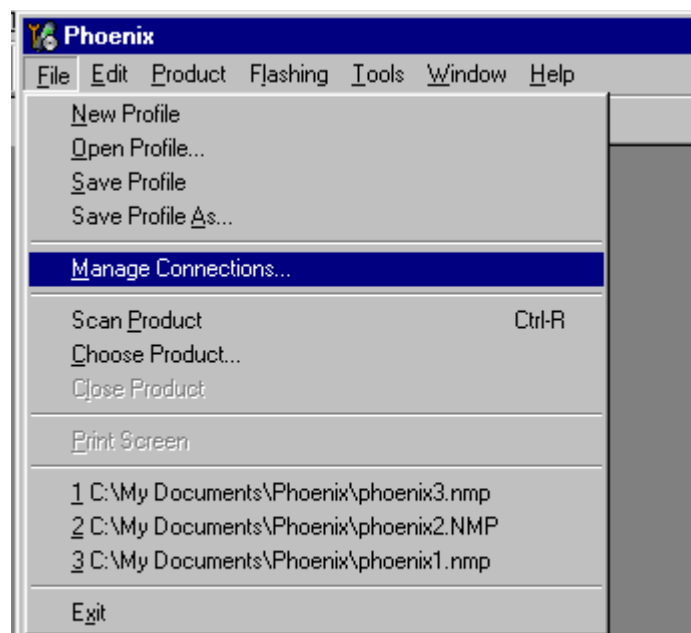 Phoenix
File Edit Product Flashing Tools Window Help
New Profile
Open Profile...
Save Profile
Save Profile As...
Manage Connections...
Scan Product Ctrl-R
Choose Product...
Close Product
Print Screen
1 C:\My Documents\Phoenix\phoenix3.nmp
2 C:\My Documents\Phoenix\phoenix2.NMP
3 C:\My Documents\Phoenix\phoenix1.nmp
Exit